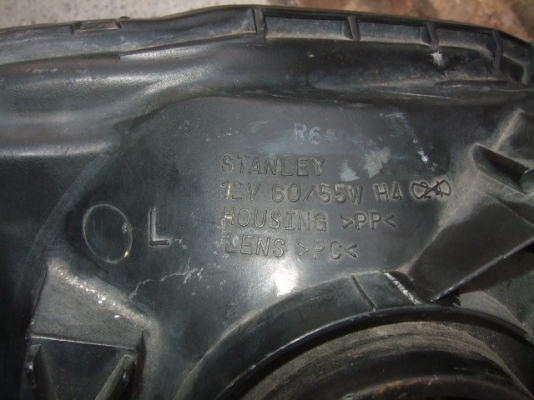 STANLEY
12V 60/55W H4
HOUSING >PP<
L
LENS >PC<